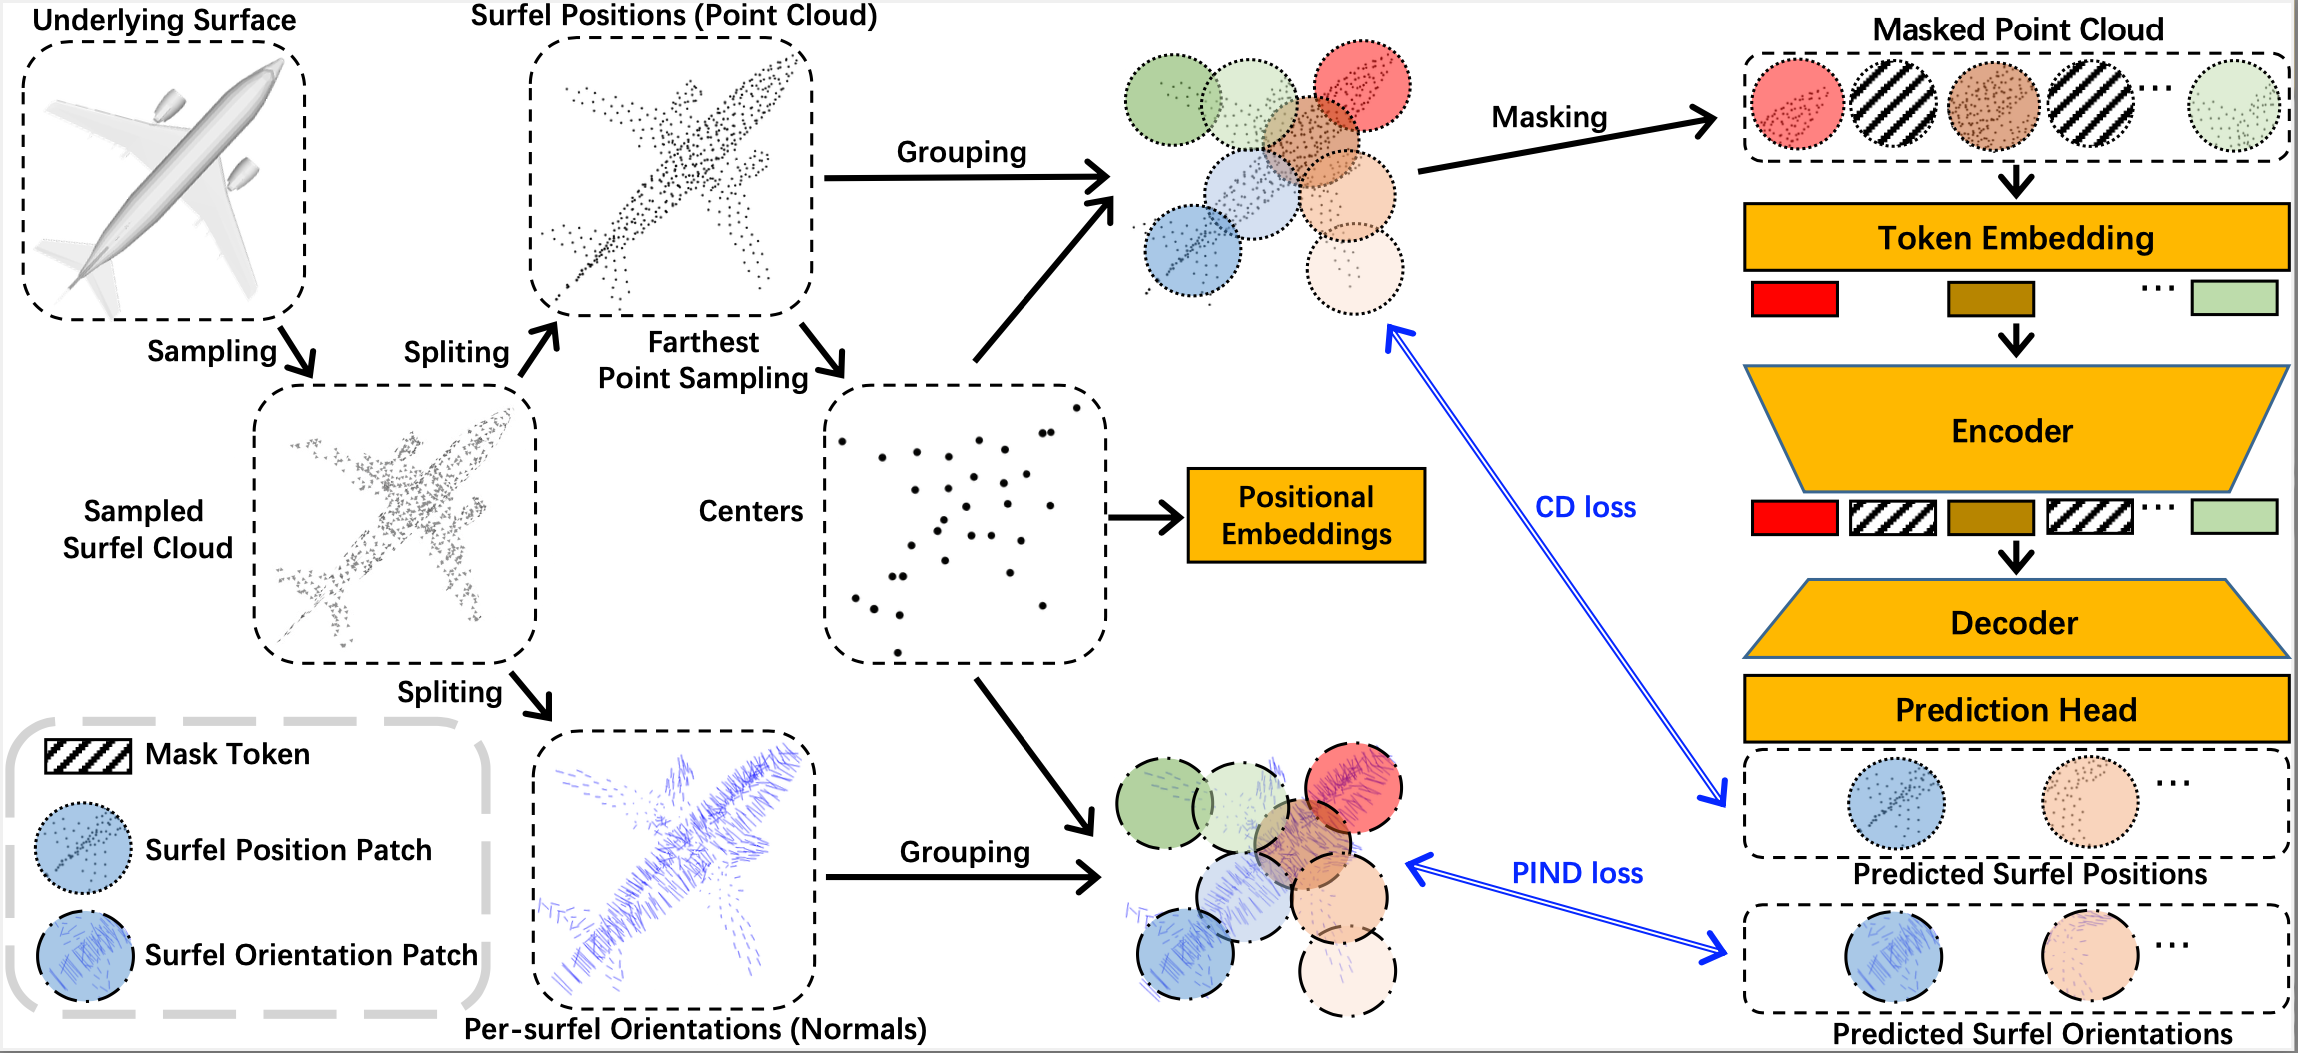 Underlying Surface
Surfel Positions (Point Cloud)
Masked Point Cloud
Grouping
Masking
Token Embedding
Sampling
Spliting
Farthest
Point Sampling
Encoder
Sampled
Surfel Cloud
Centers
Positional
Embeddings
CD loss
Decoder
Spliting
Prediction Head
Mask Token
Surfel Position Patch
Surfel Orientation Patch
Grouping
PIND loss
Predicted Surfel Positions
Per-surfel Orientations (Normals)
Predicted Surfel Orientations